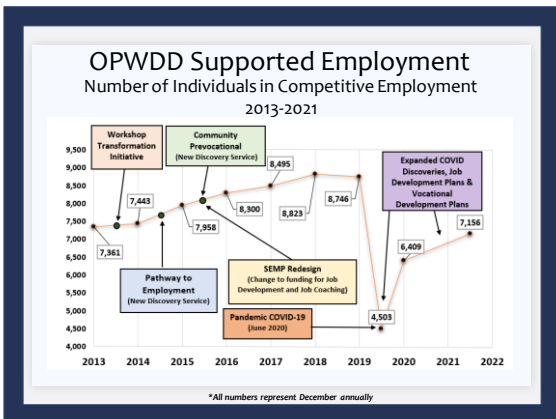 OPWDD Supported Employment
Number of Individuals in Competitive Employment
2013-2021
Workshop
Transformation
Initiative
Community
Prevocational
(New Discovery Service)
Expanded COVID
Discoveries, Job
Development Plans &
Vocational
Development Plans
9,500
9,000
8,500
8,000
7,500
7,000
6,500
6,000
5,500
5,000
4,500
4,000
7,361
7,443
7,958
8,300
8,495
8,823
8,746
4,503
6,409
7,156
Pathway to
Employment
(New Discovery Service)
SEMP Redesign
(Change to funding for Job
Development and Job Coaching)
Pandemic COVID-19
(June 2020)
2013 2014 2015 2016 2017 2018 2019 2020 2021 2022
*All numbers represent December annually